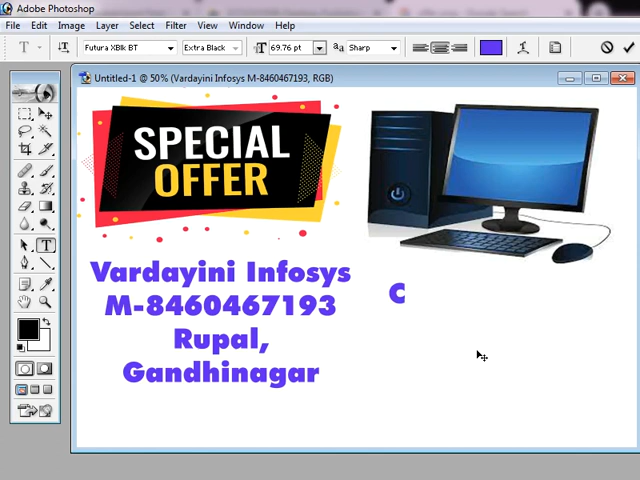 Adobe Photoshop
File Edit Image Layer Select Filter View Window Help
T T Futura XBlk BT Extra Black T 69.76 pt aa Sharp
Untitled-1 @ 50% (Vardayini Infosys M-8460467193, RGB)
SPECIAL
OFFER
Vardayini Infosys
M-8460467193
Rupal,
Gandhinagar
C